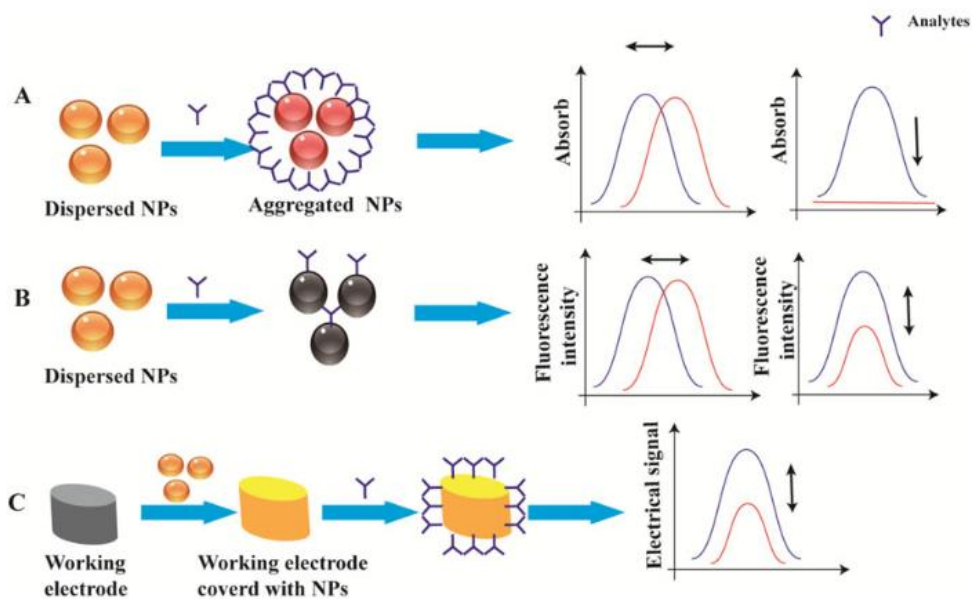 Analytes
A
Dispersed NPs
Aggregated NPs
Absorb
Absorb
B
Dispersed NPs
Fluorescence
intensity
Fluorescence
intensity
C
Working
electrode
Working electrode
coverd with NPs
Electrical signal